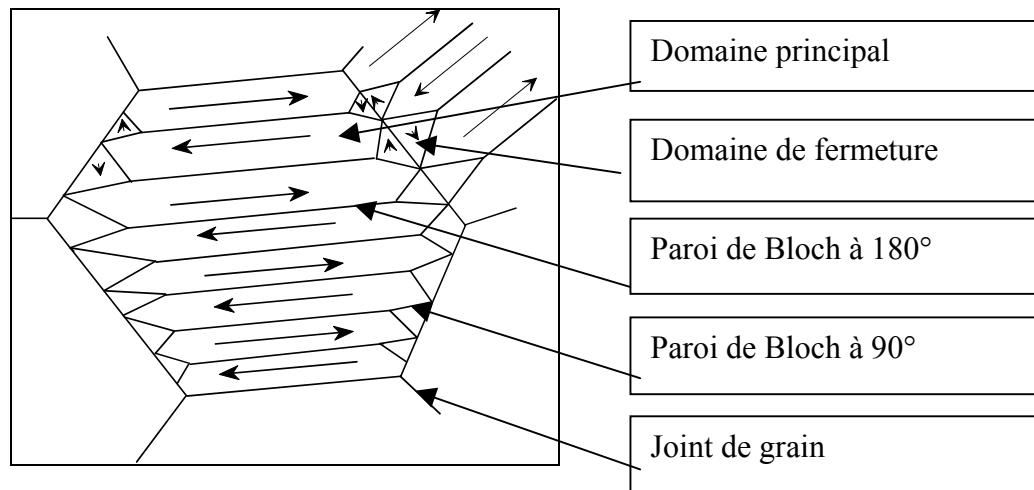 Domaine principal
Domaine de fermeture
Paroi de Bloch à 180°
Paroi de Bloch à 90°
Joint de grain